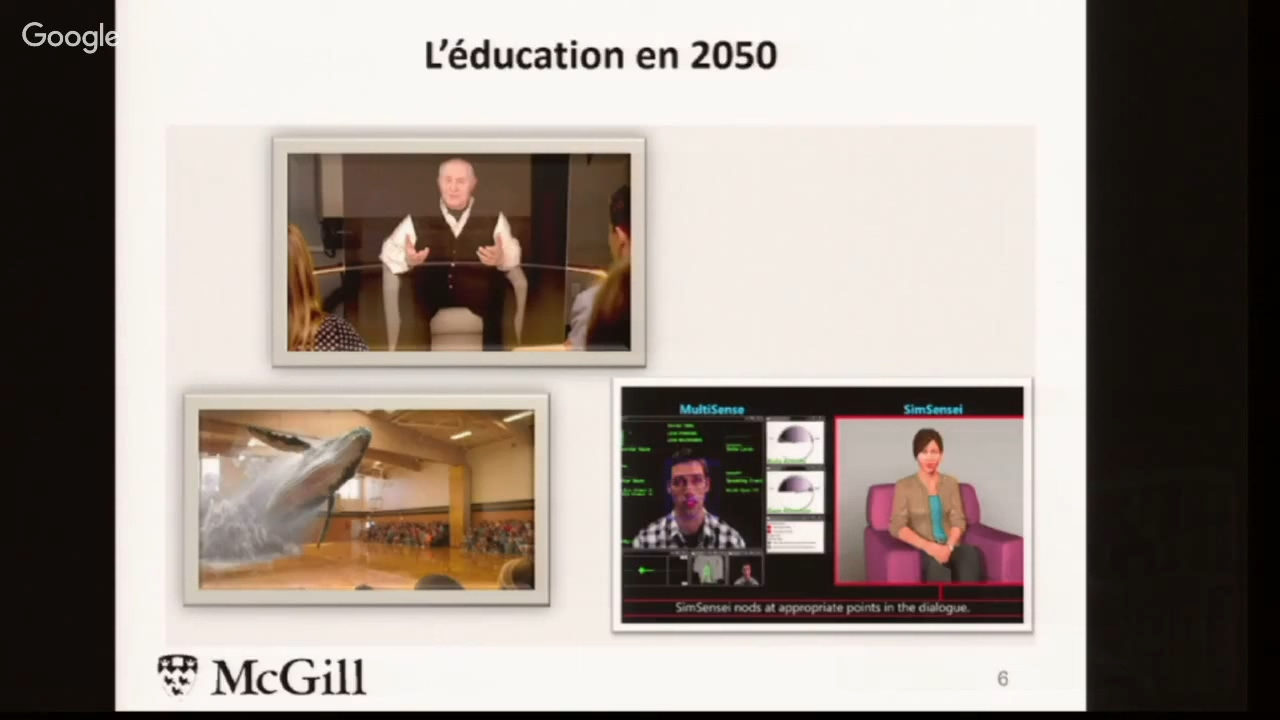 Google
L'éducation en 2050
MultiSense
SimSensei
SimSensei nods at appropriate points in the dialogue.
McGill
6